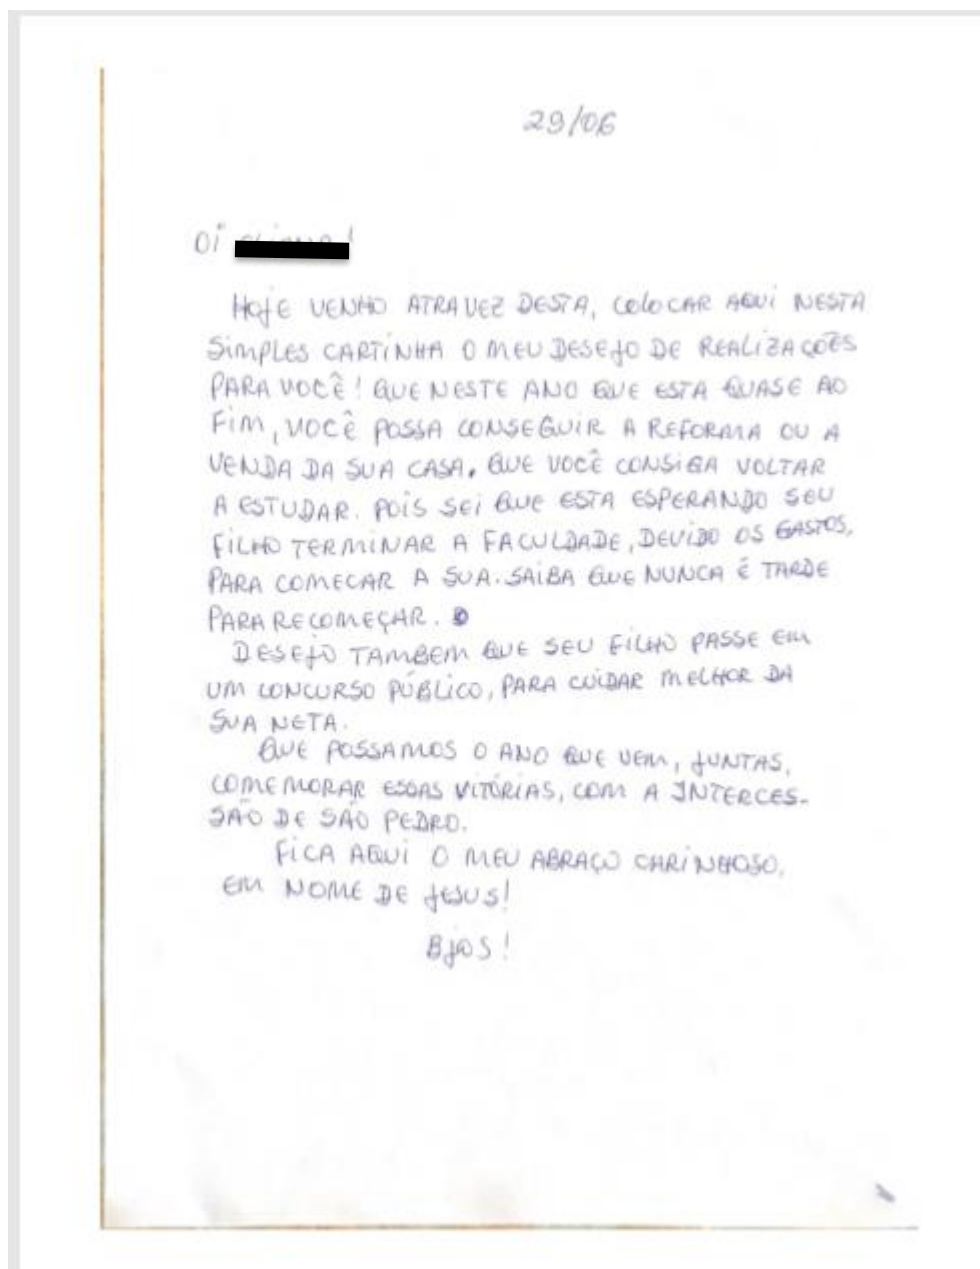 29/06
Oi !
HOJE VENHO ATRAVEZ DESTA, COLOCAR AQUI NESTA
SIMPLES CARTINHA O MEU DESEJO DE REALIZAÇÕES
PARA VOCÊ! QUE NESTE ANO QUE ESTA QUASE AO
FIM, VOCÊ POSSA CONSEGUIR A REFORMA OU A
VENDA DA SUA CASA. QUE VOCÊ CONSIGA VOLTAR
A ESTUDAR. POIS SEI QUE ESTA ESPERANDO SEU
FILHO TERMINAR A FACULDADE, DEVIDO OS GASTOS,
PARA COMEÇAR A SUA. SAIBA QUE NUNCA É TARDE
PARA RECOMEÇAR.
DESEJO TAMBEM QUE SEU FILHO PASSE EM
UM CONCURSO PÚBLICO, PARA CUIDAR MELHOR DA
SUA NETA.
QUE POSSAMOS O ANO QUE VEM, JUNTAS,
COMEMORAR ESSAS VITÓRIAS, COM A INTERCES-
SÃO DE SÃO PEDRO.
FICA AQUI O MEU ABRAÇO CARINHOSO,
EM NOME DE JESUS!
BJOS!